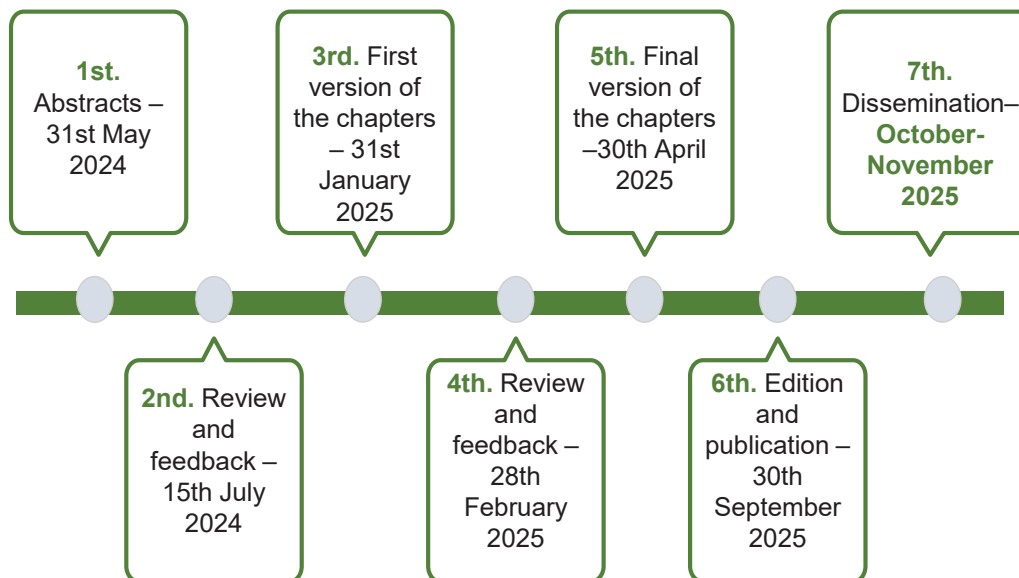 1st.
Abstracts –
31st May
2024
3rd. First
version of
the chapters
– 31st
January
2025
5th. Final
version of
the chapters
–30th April
2025
7th.
Dissemination–
October-
November
2025
2nd. Review
and
feedback –
15th July
2024
4th. Review
and
feedback –
28th
February
2025
6th. Edition
and
publication –
30th
September
2025